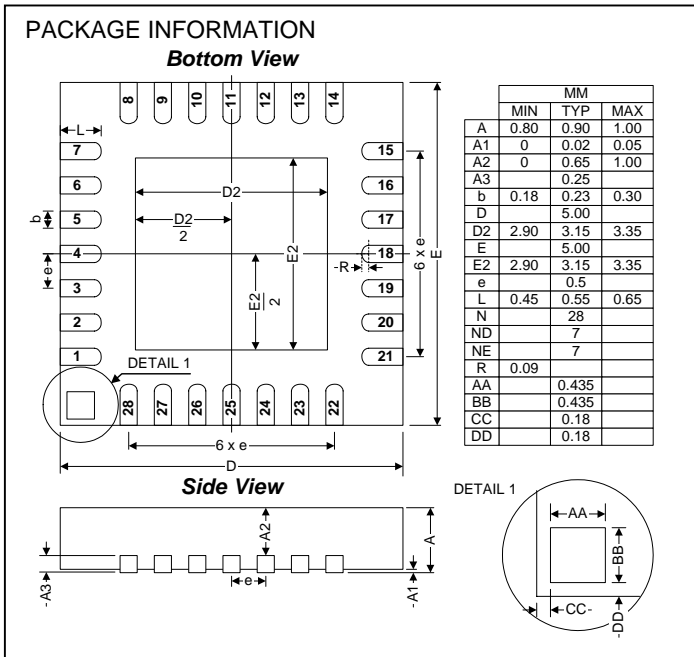 PACKAGE INFORMATION
Bottom View
8 9 10 11 12 13 14
L
7
6
5
4
3
2
1
b
e
15
16
17
18
19
20
21
D2
D2
2
E2
E2
2
-R-
6 x e
E
DETAIL 1
28 27 26 25 24 23 22
6 x e
D
Side View
A2
A
-A3-
e
-A1-
MM
MIN TYP MAX
A 0.80 0.90 1.00
A1 0 0.02 0.05
A2 0 0.65 1.00
A3 0.25
b 0.18 0.23 0.30
D 5.00
D2 2.90 3.15 3.35
E 5.00
E2 2.90 3.15 3.35
e 0.5
L 0.45 0.55 0.65
N 28
ND 7
NE 7
R 0.09
AA 0.435
BB 0.435
CC 0.18
DD 0.18
DETAIL 1
AA
BB
-CC-
-DD-